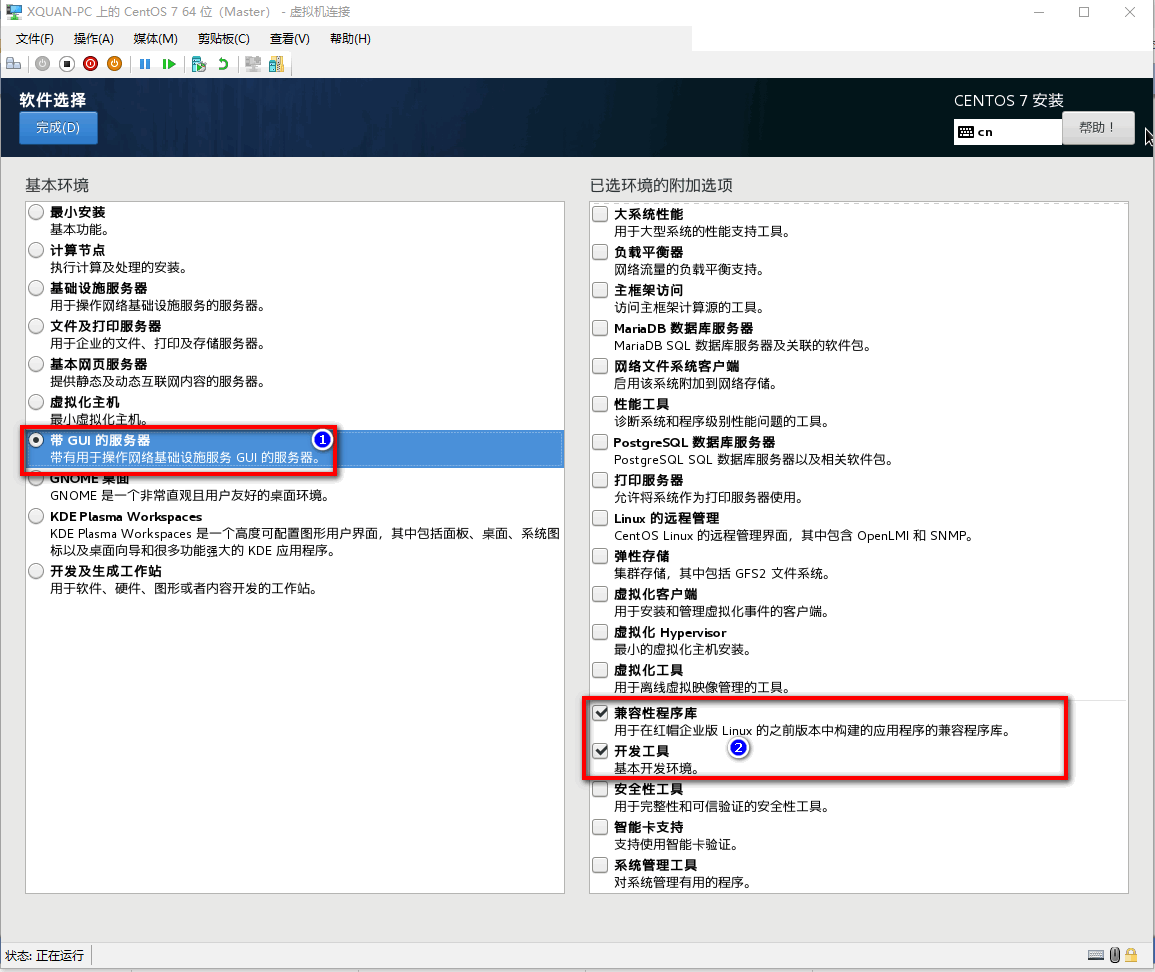 XQUAN-PC 上的 CentOS 7 64 位（Master） - 虚拟机连接
文件(F) 操作(A) 媒体(M) 剪贴板(C) 查看(V) 帮助(H)
软件选择
完成(D)
CENTOS 7 安装
cn
帮助！
基本环境
最小安装
基本功能。
计算节点
执行计算及处理的安装。
基础设施服务器
用于操作网络基础设施服务的服务器。
文件及打印服务器
用于企业的文件、打印及存储服务器。
基本网页服务器
提供静态及动态互联网内容的服务器。
虚拟化主机
最小虚拟化主机。
带 GUI 的服务器 1
带有用于操作网络基础设施服务 GUI 的服务器。
GNOME 桌面
GNOME 是一个非常直观且用户友好的桌面环境。
KDE Plasma Workspaces
KDE Plasma Workspaces 是一个高度可配置图形用户界面，其中包括面板、桌面、系统图
标以及桌面向导和很多功能强大的 KDE 应用程序。
开发及生成工作站
用于软件、硬件、图形或者内容开发的工作站。
已选环境的附加选项
大系统性能
用于大型系统的性能支持工具。
负载平衡器
网络流量的负载平衡支持。
主框架访问
访问主框架计算源的工具。
MariaDB 数据库服务器
MariaDB SQL 数据库服务器及关联的软件包。
网络文件系统客户端
启用该系统附加到网络存储。
性能工具
诊断系统和程序级别性能问题的工具。
PostgreSQL 数据库服务器
PostgreSQL SQL 数据库服务器以及相关软件包。
打印服务器
允许将系统作为打印服务器使用。
Linux 的远程管理
CentOS Linux 的远程管理界面，其中包含 OpenLMI 和 SNMP。
弹性存储
集群存储，其中包括 GFS2 文件系统。
虚拟化客户端
用于安装和管理虚拟化事件的客户端。
虚拟化 Hypervisor
最小的虚拟化主机安装。
虚拟化工具
用于离线虚拟映像管理的工具。
兼容性程序库
用于在红帽企业版 Linux 的之前版本中构建的应用程序的兼容程序库。
开发工具 2
基本开发环境。
安全性工具
用于完整性和可信验证的安全性工具。
智能卡支持
支持使用智能卡验证。
系统管理工具
对系统管理有用的程序。
状态: 正在运行